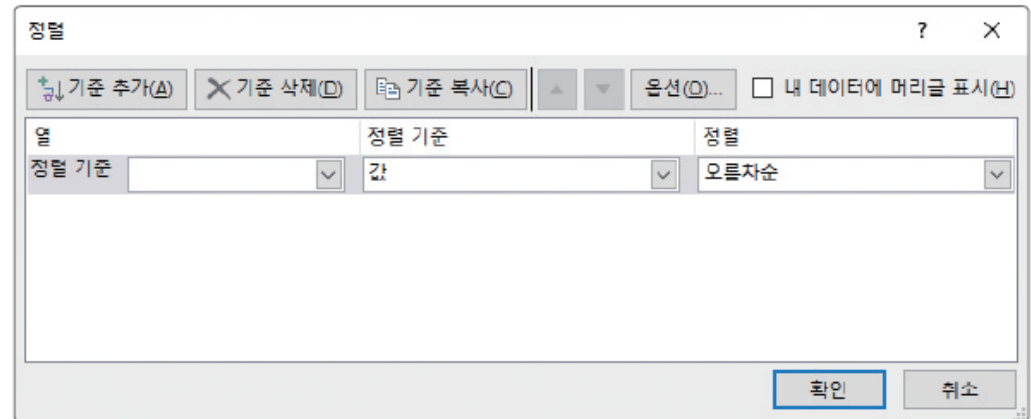 정렬 ?
기준 추가(A) 기준 삭제(D) 기준 복사(C) 옵션(O)... 내 데이터에 머리글 표시(H)
열 정렬 기준 정렬
정렬 기준 값 오름차순
확인 취소